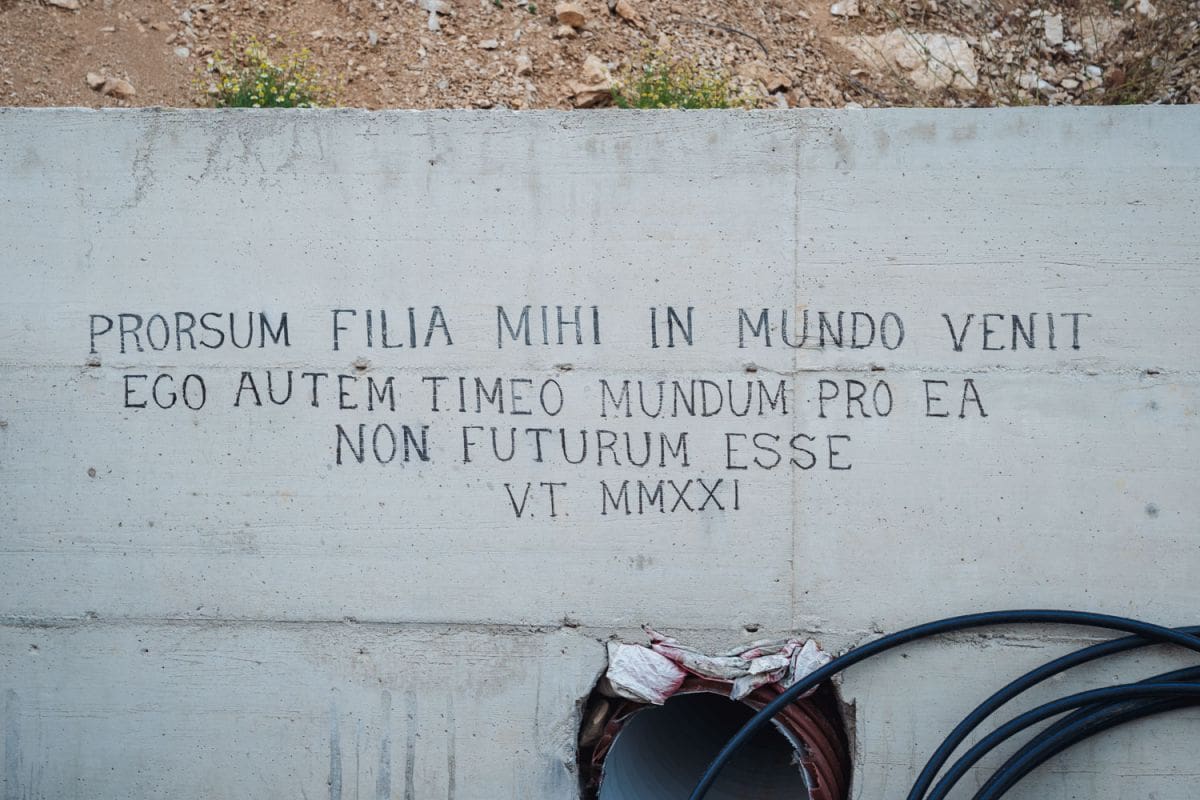 PRORSUM FILIA MIHI IN MUNDO VENIT
EGO AUTEM TIMEO MUNDUM PRO EA
NON FUTURUM ESSE
V.T. MMXXI